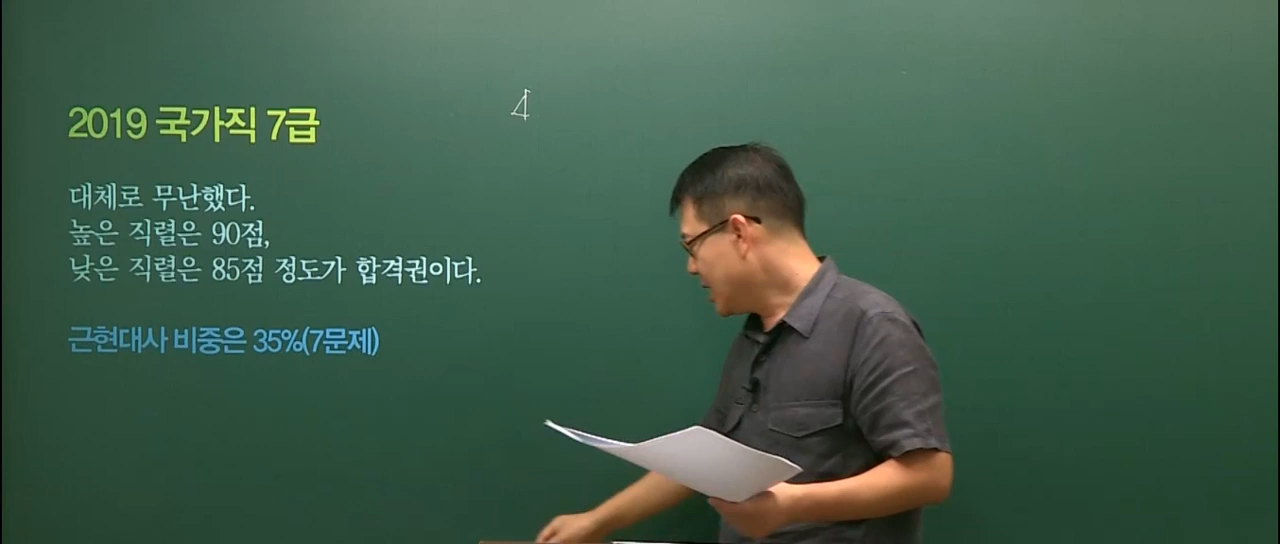 2019 국가직 7급
4
대체로 무난했다.
높은 직렬은 90점,
낮은 직렬은 85점 정도가 합격권이다.
근현대사 비중은 35%(7문제)